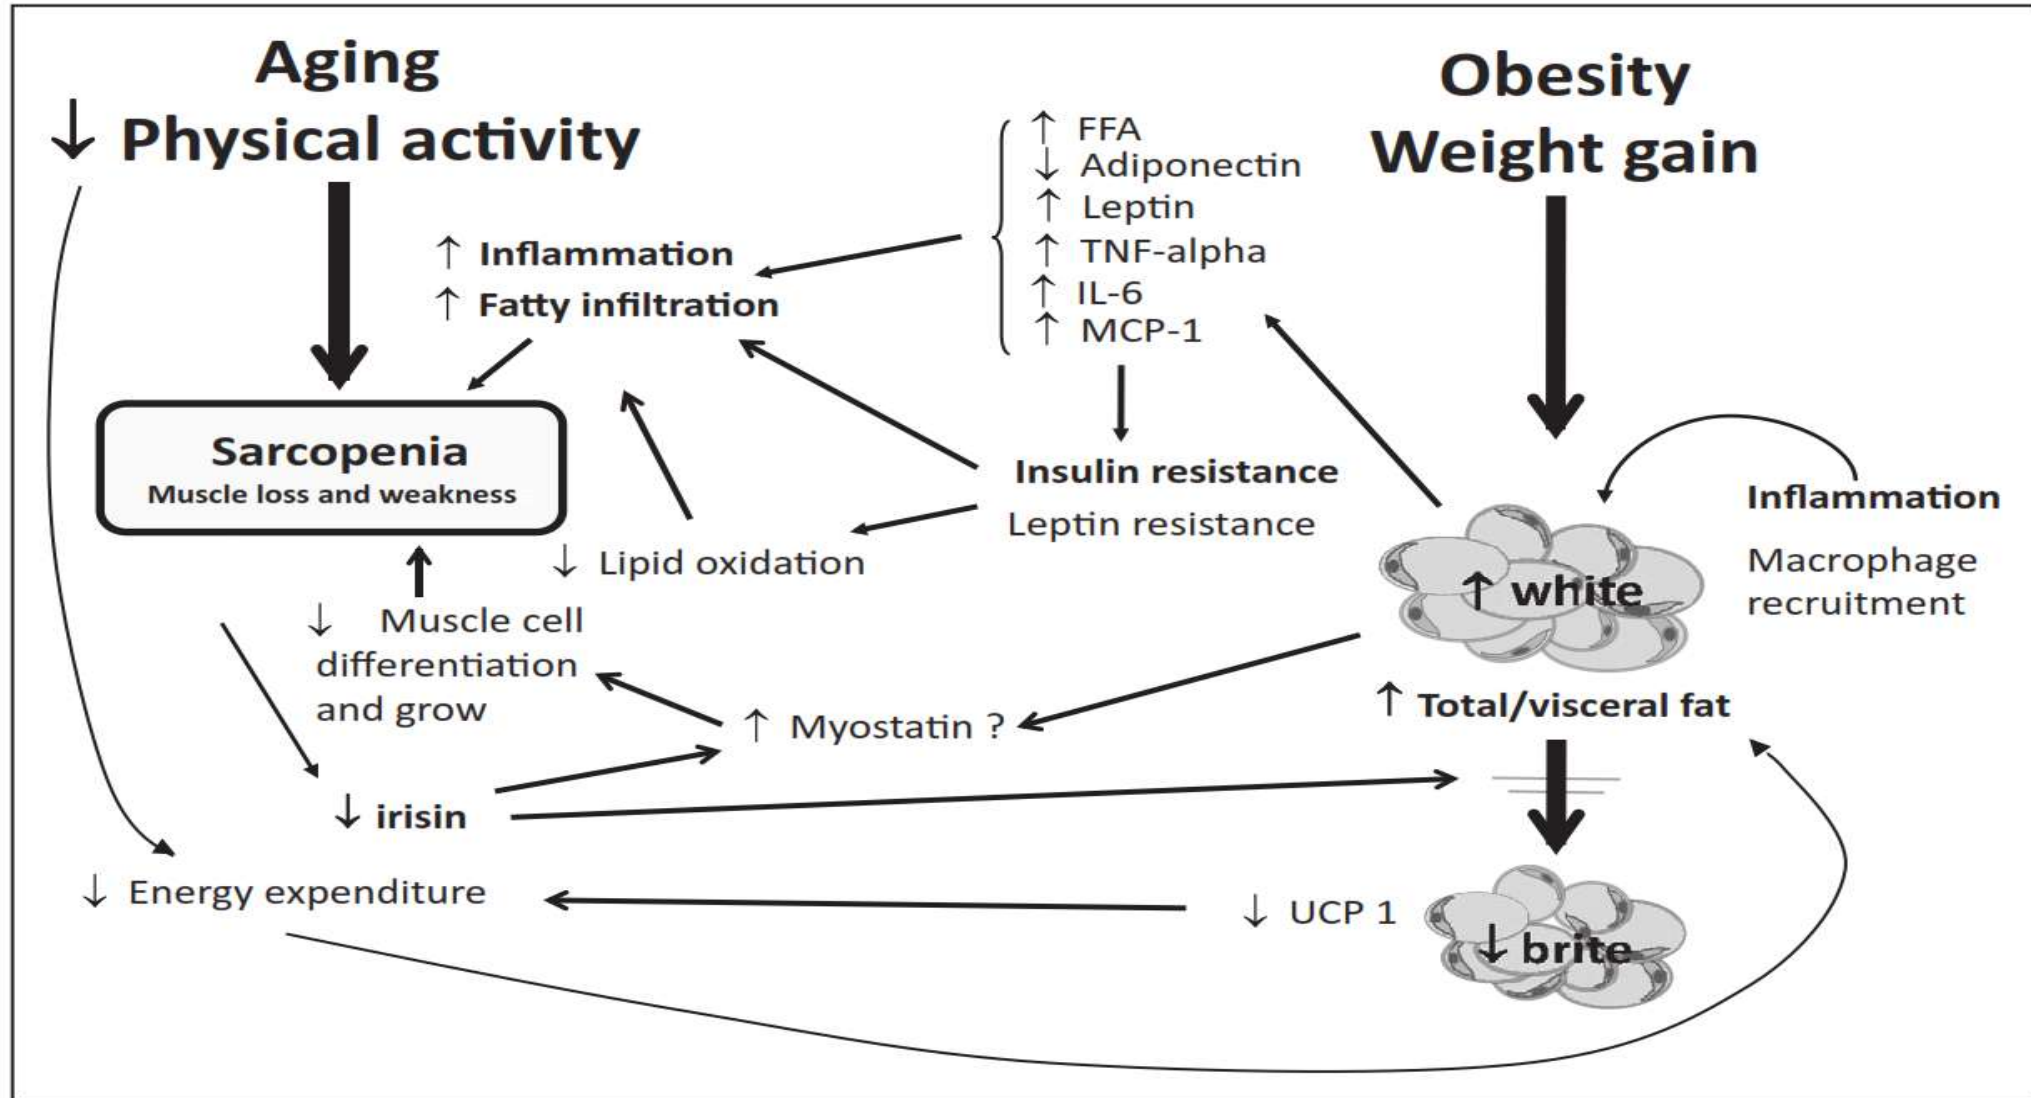 Aging
↓ Physical activity
Obesity
Weight gain
↑ FFA
↓ Adiponectin
↑ Leptin
↑ TNF-alpha
↑ IL-6
↑ MCP-1
↑ Inflammation
↑ Fatty infiltration
Sarcopenia
Muscle loss and weakness
Insulin resistance
Leptin resistance
↓ Lipid oxidation
Inflammation
Macrophage
recruitment
↑ white
↓ Muscle cell
differentiation
and grow
↑ Myostatin ?
↑ Total/visceral fat
↓ irisin
↓ Energy expenditure
↓ UCP 1
↓ brite